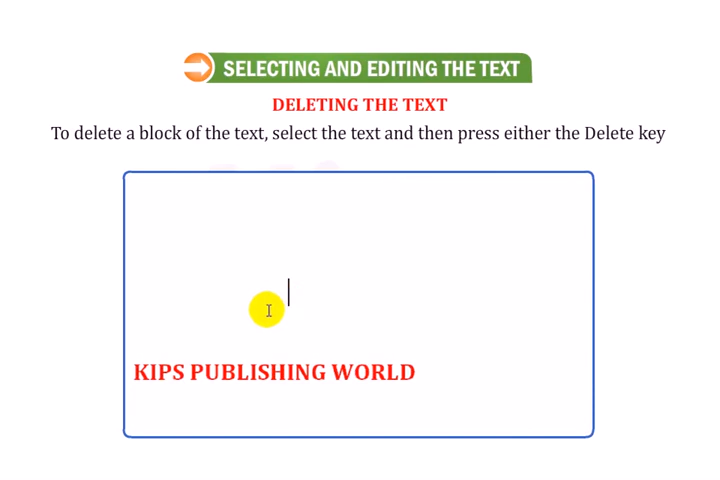 SELECTING AND EDITING THE TEXT
DELETING THE TEXT
To delete a block of the text, select the text and then press either the Delete key
KIPS PUBLISHING WORLD